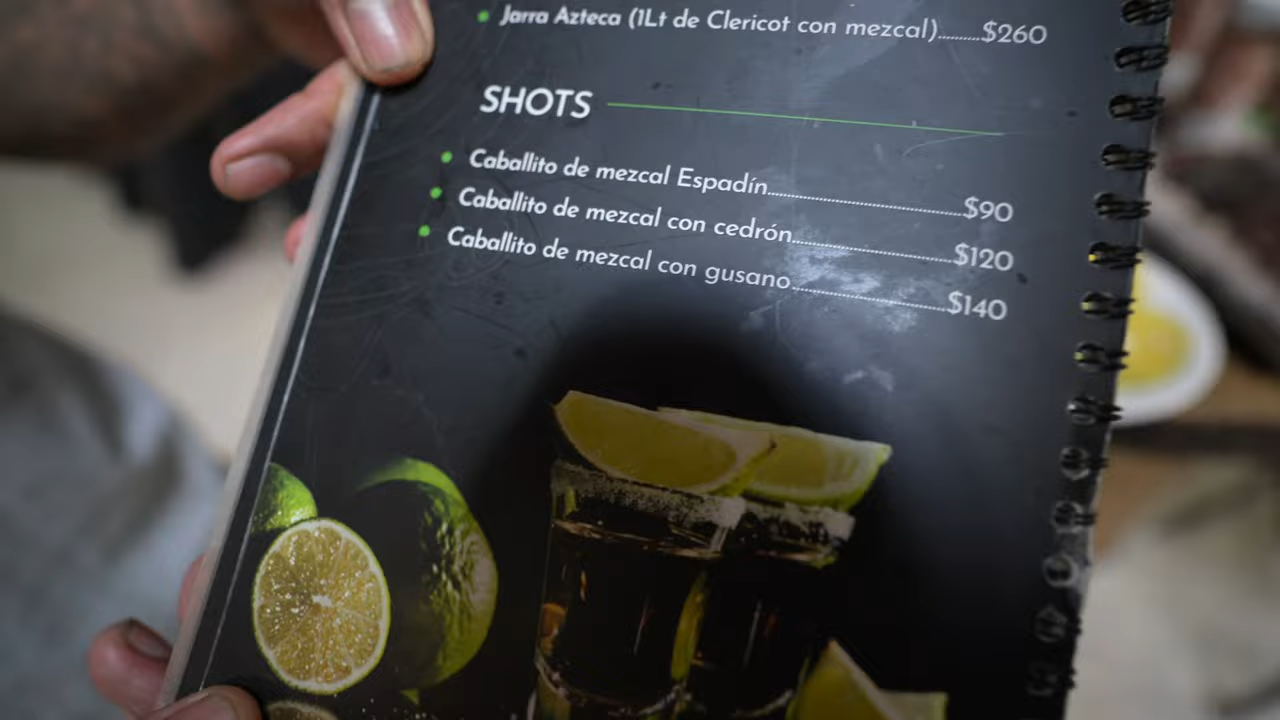 Jarra Azteca (1Lt de Clericot con mezcal).........$260
SHOTS
Caballito de mezcal Espadín..........................................$90
Caballito de mezcal con cedrón...................................$120
Caballito de mezcal con gusano..................................$140